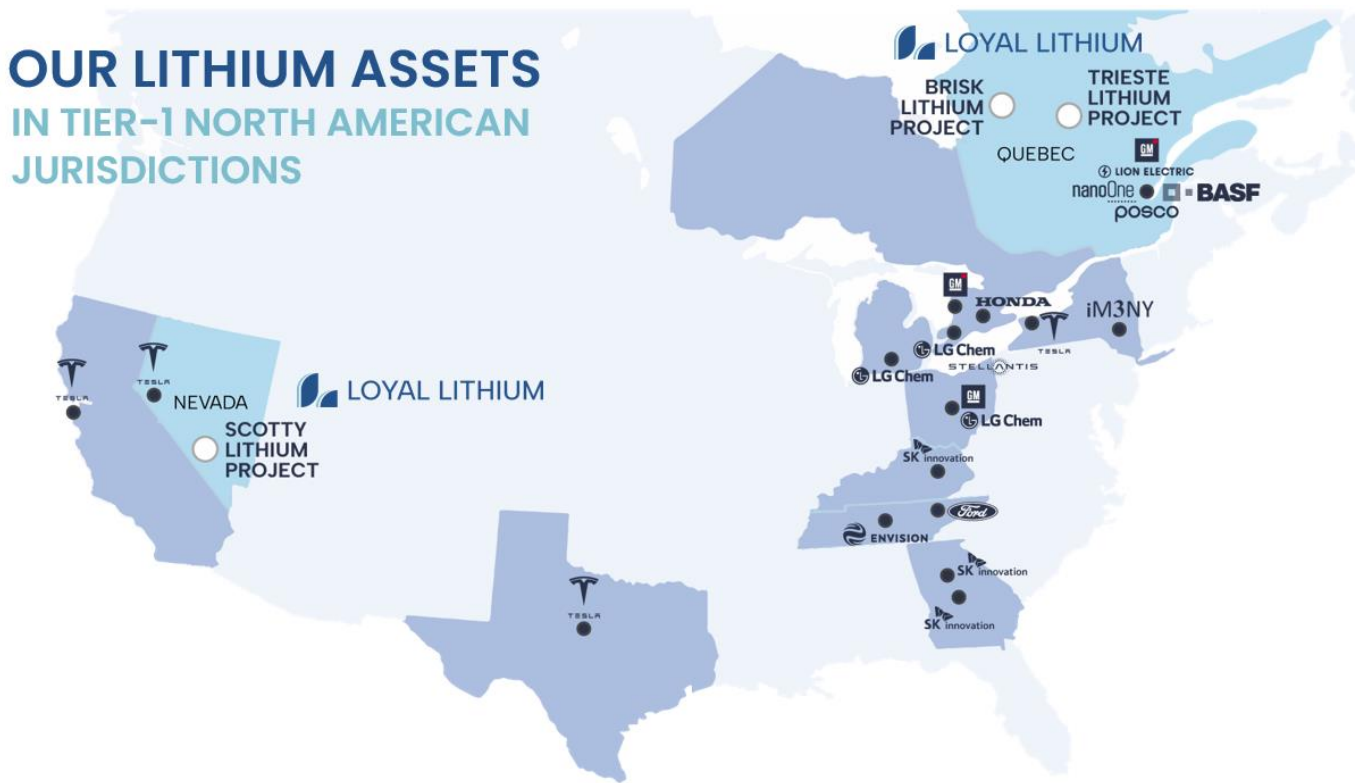 OUR LITHIUM ASSETS
IN TIER-1 NORTH AMERICAN
JURISDICTIONS
LOYAL LITHIUM
BRISK
LITHIUM
PROJECT
TRIESTE
LITHIUM
PROJECT
QUEBEC
GM
LION ELECTRIC
nanoOne
BASF
posco
GM
HONDA
iM3NY
TESLA
LG Chem
STELLANTIS
LG Chem
GM
LG Chem
TESLA
TESLA
NEVADA
LOYAL LITHIUM
SCOTTY
LITHIUM
PROJECT
SK innovation
Ford
ENVISION
SK innovation
SK innovation
TESLA